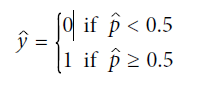 ŷ = {0 if p̂ < 0.5
1 if p̂ ≥ 0.5